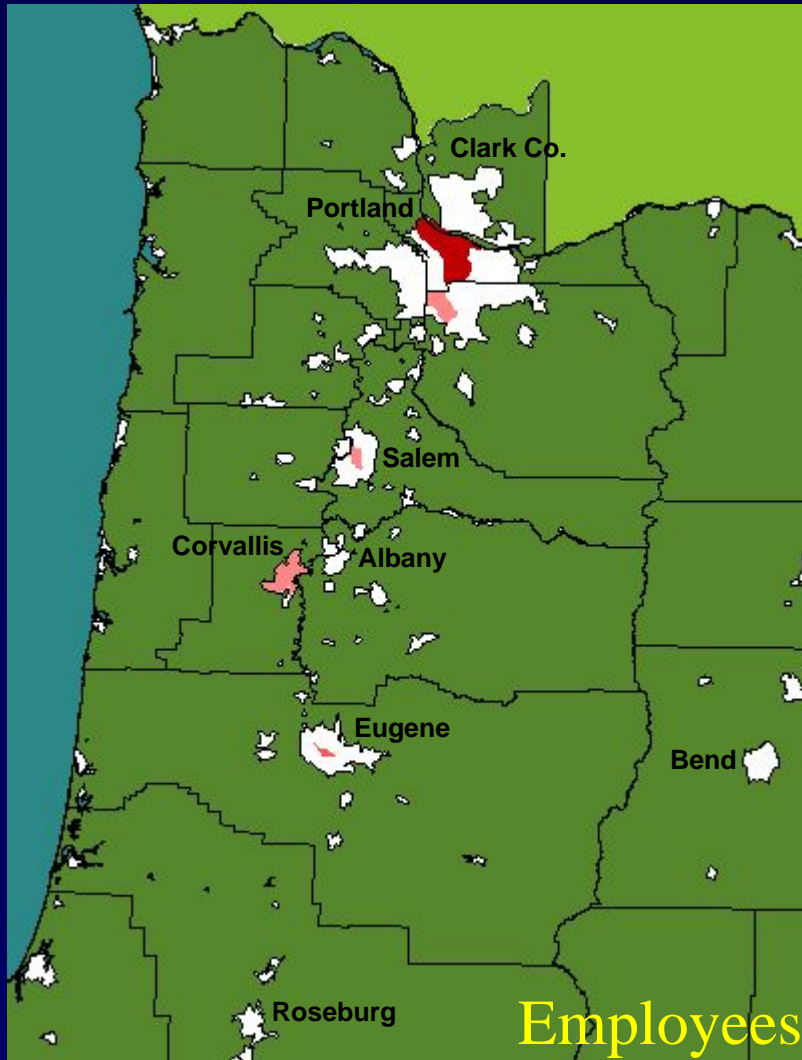 Clark Co.
Portland
Salem
Corvallis
Albany
Eugene
Bend
Roseburg
Employees